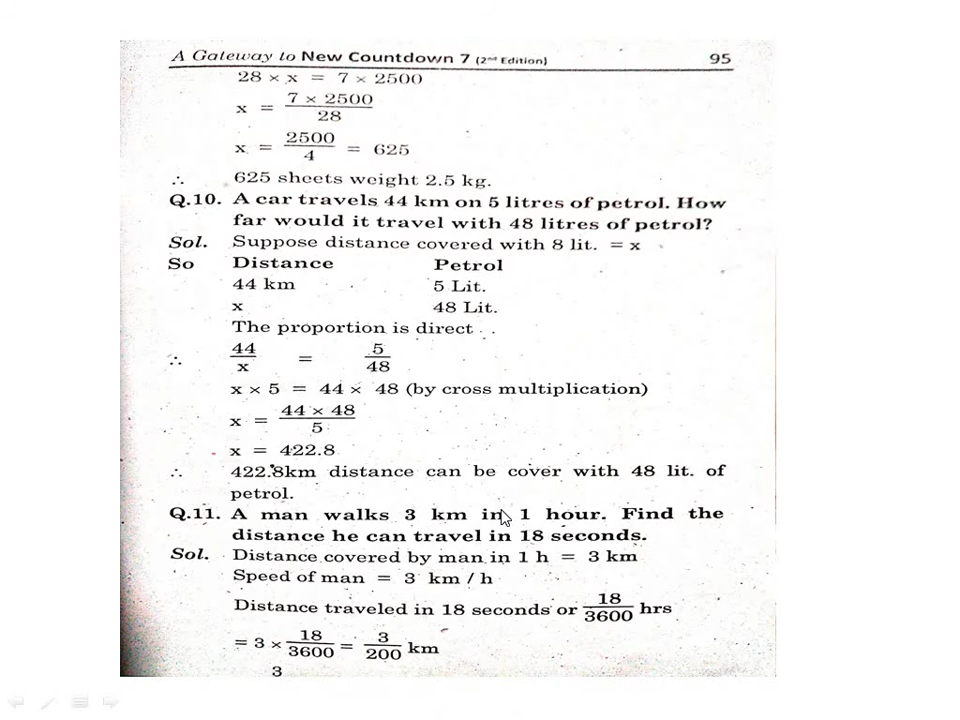 A Gateway to New Countdown 7 (2nd Edition) 95
28 × x = 7 × 2500
x = 7 × 2500 / 28
x = 2500 / 4 = 625
∴ 625 sheets weight 2.5 kg.
Q.10. A car travels 44 km on 5 litres of petrol. How
far would it travel with 48 litres of petrol?
Sol. Suppose distance covered with 8 lit. = x
So Distance Petrol
44 km 5 Lit.
x 48 Lit.
The proportion is direct
∴ 44 / x = 5 / 48
x × 5 = 44 × 48 (by cross multiplication)
x = 44 × 48 / 5
x = 422.8
∴ 422.8km distance can be cover with 48 lit. of
petrol.
Q.11. A man walks 3 km in 1 hour. Find the
distance he can travel in 18 seconds.
Sol. Distance covered by man in 1 h = 3 km
Speed of man = 3 km / h
Distance traveled in 18 seconds or 18 / 3600 hrs
= 3 × 18 / 3600 = 3 / 200 km
3